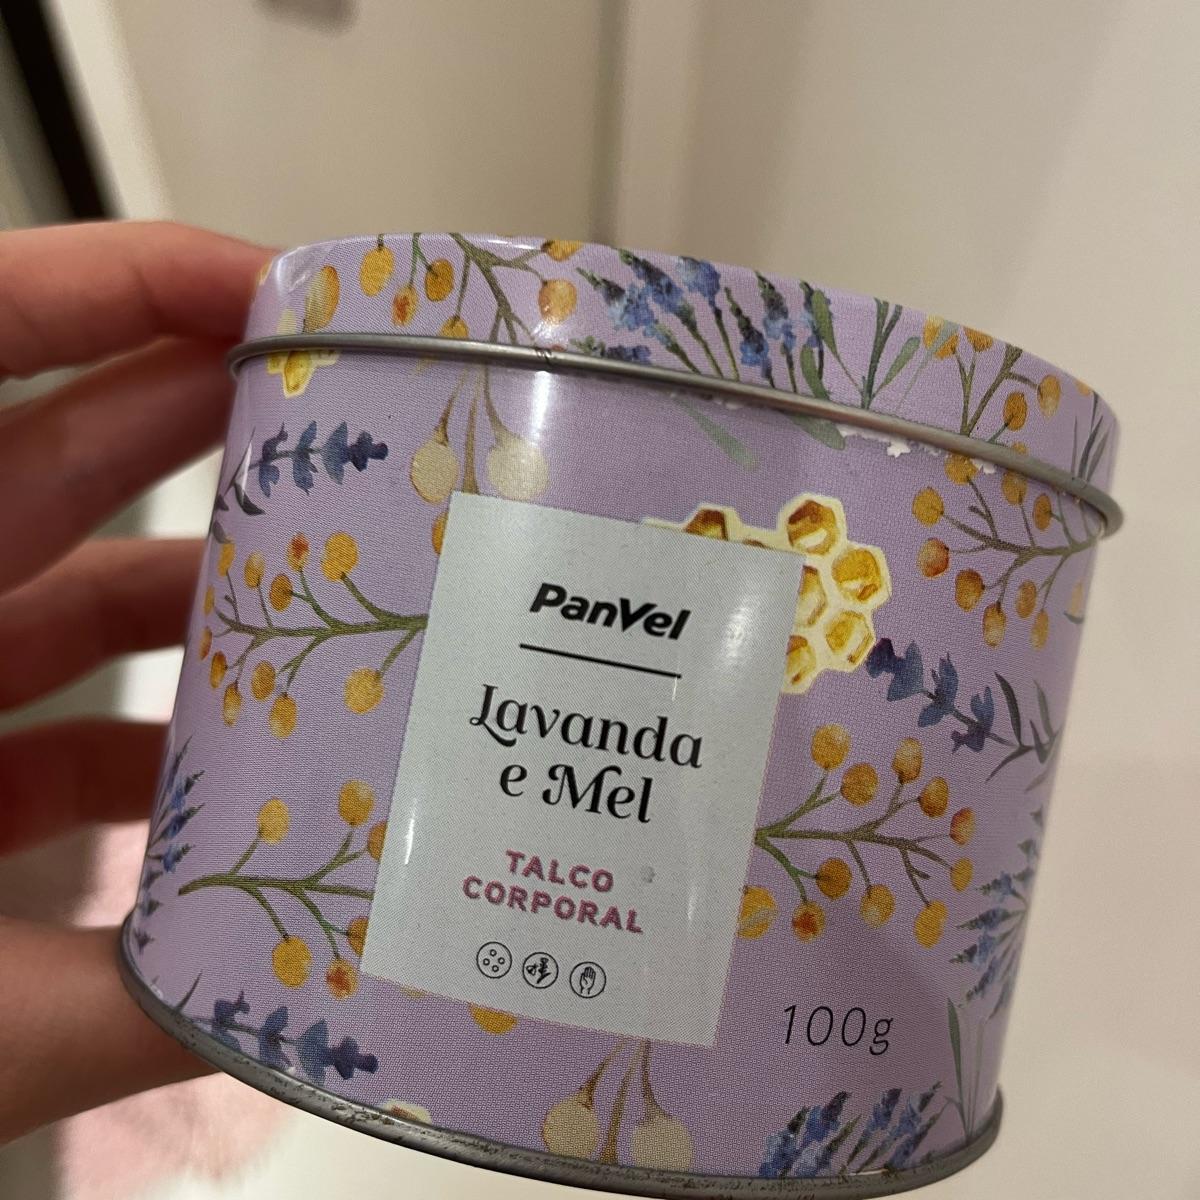 PanVel
Lavanda
e Mel
TALCO
CORPORAL
100g